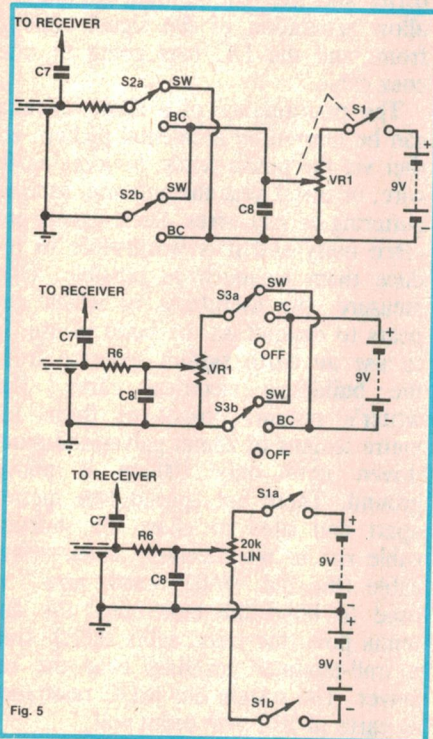 TO RECEIVER
C7
S2a
SW
BC
S2b
SW
BC
C8
VR1
S1
+
9V
-
TO RECEIVER
C7
R6
C8
VR1
S3a
SW
BC
OFF
S3b
SW
BC
OFF
+
9V
-
TO RECEIVER
C7
R6
C8
20k
LIN
S1a
S1b
+
9V
-
+
9V
-
Fig. 5